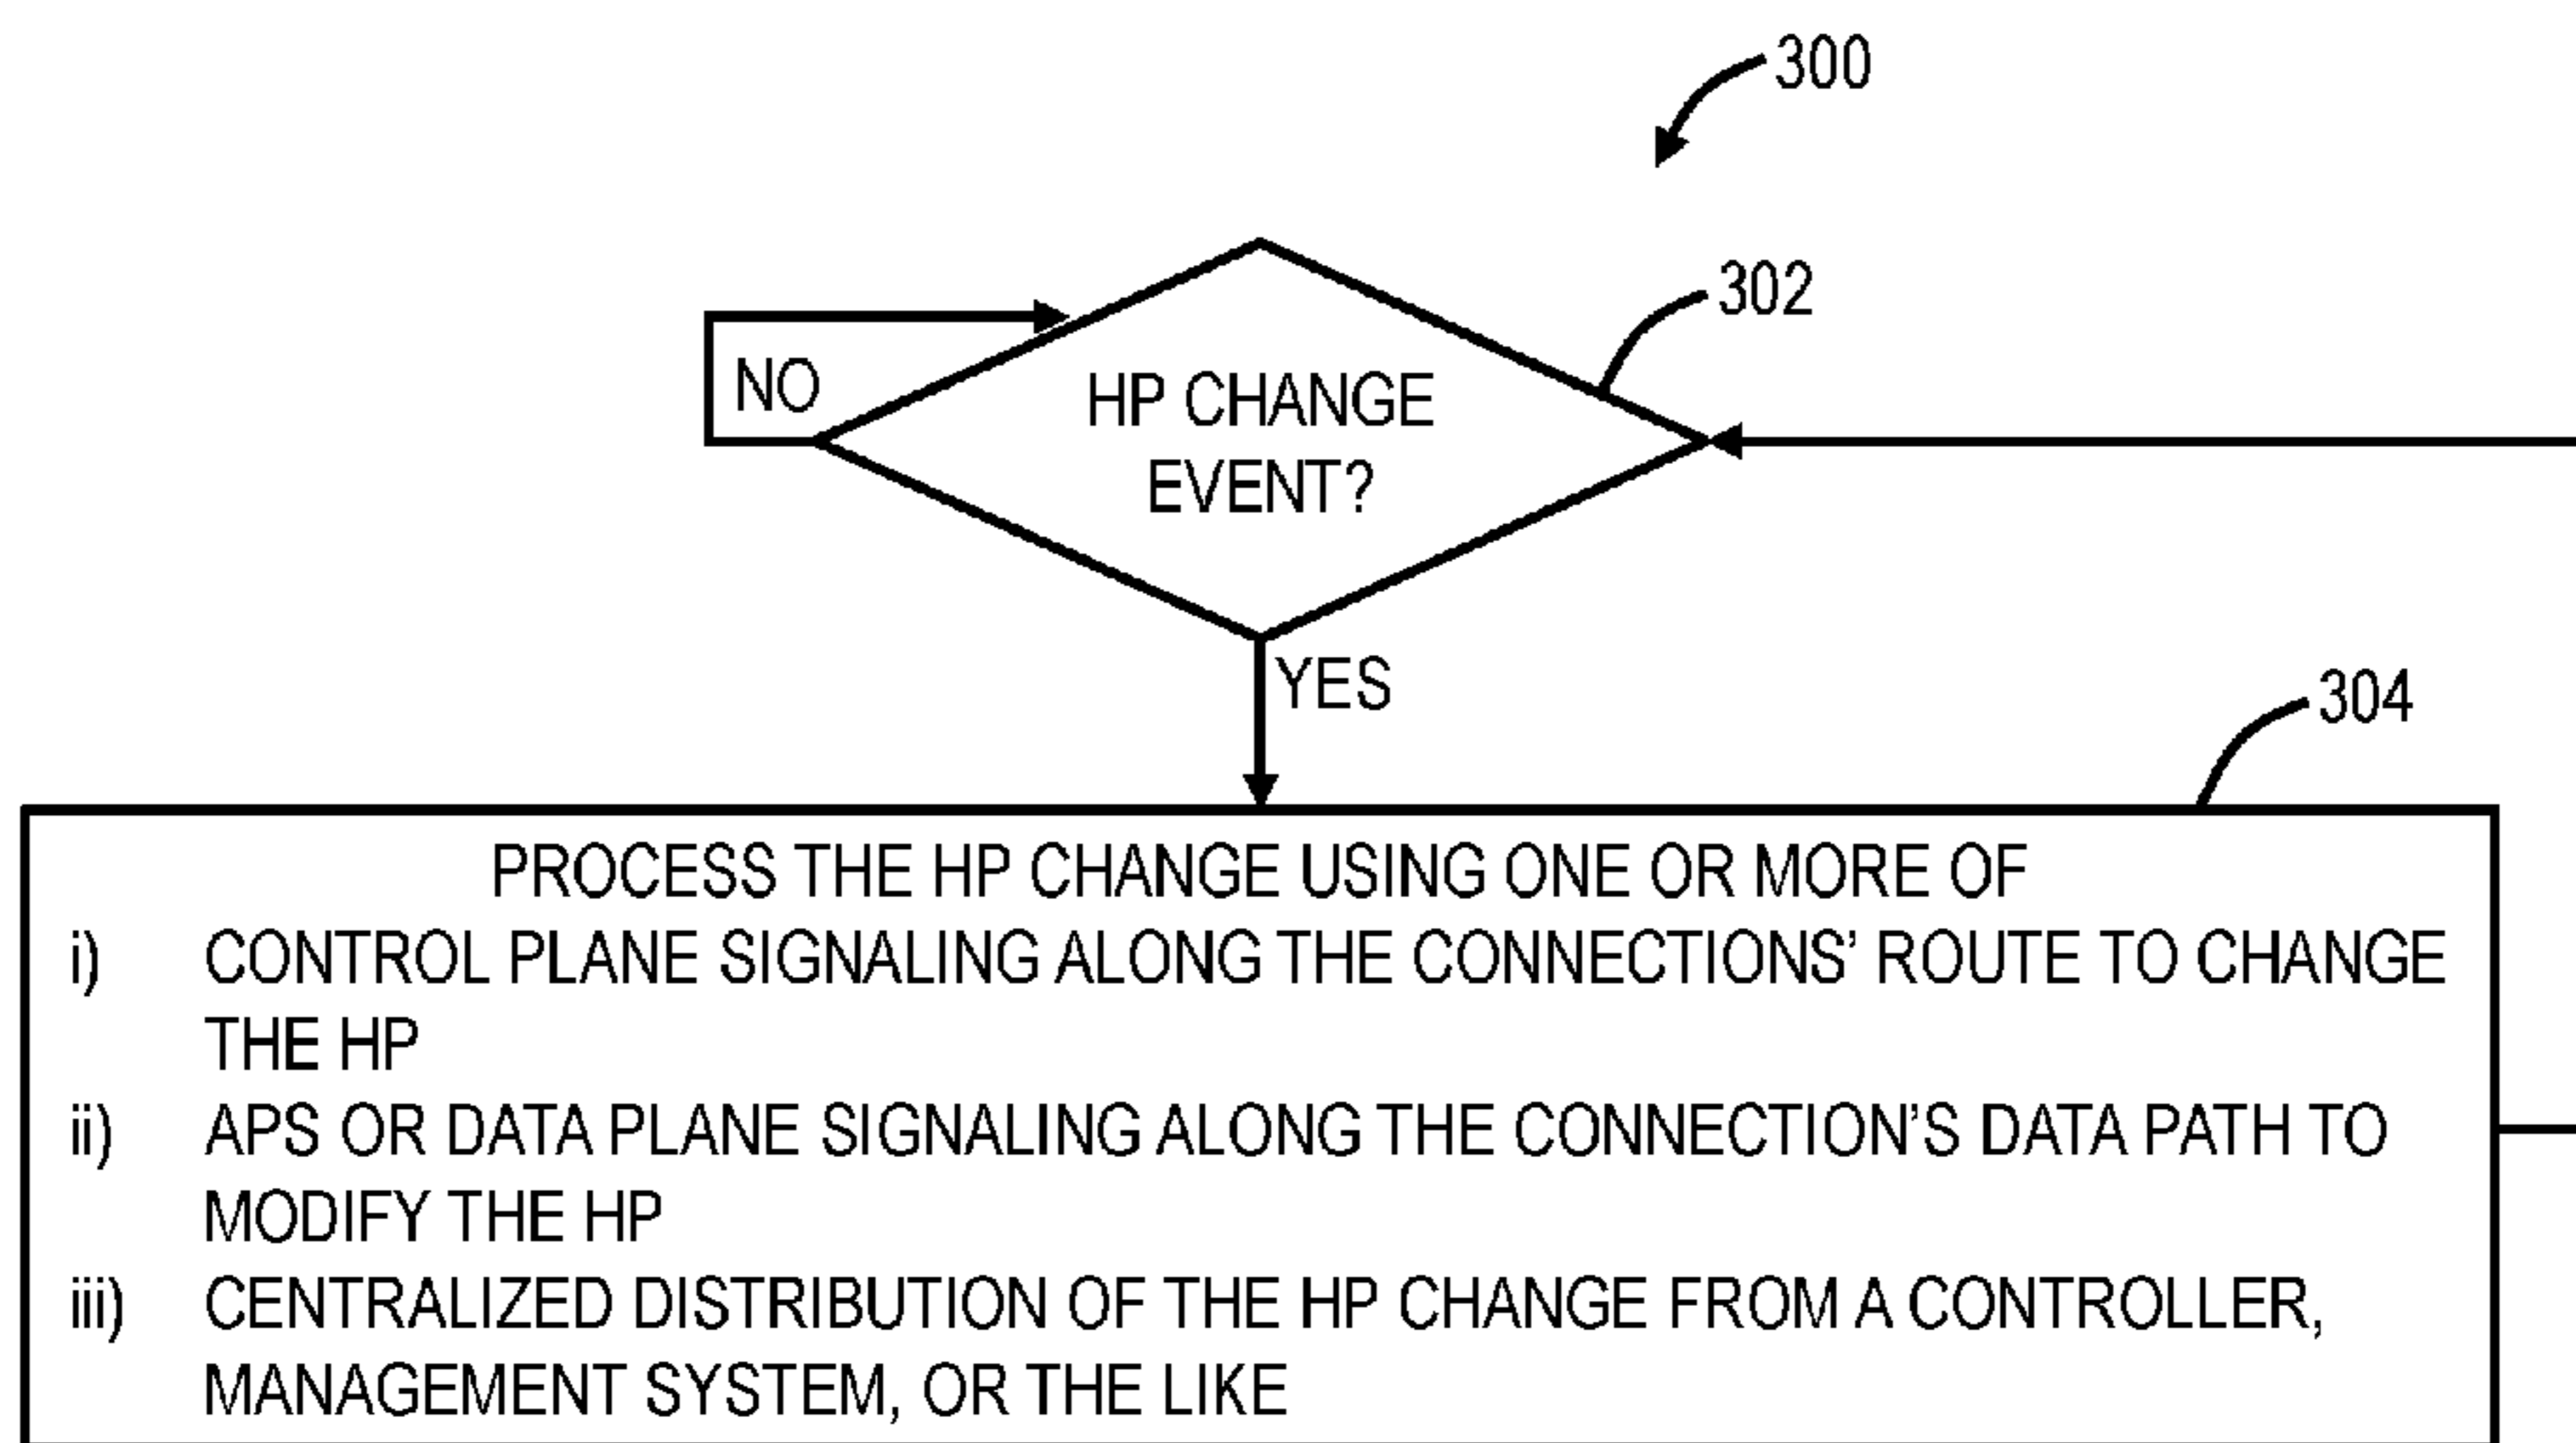 300
302
NO
HP CHANGE
EVENT?
YES
304
PROCESS THE HP CHANGE USING ONE OR MORE OF
i) CONTROL PLANE SIGNALING ALONG THE CONNECTIONS’ ROUTE TO CHANGE
THE HP
ii) APS OR DATA PLANE SIGNALING ALONG THE CONNECTION’S DATA PATH TO
MODIFY THE HP
iii) CENTRALIZED DISTRIBUTION OF THE HP CHANGE FROM A CONTROLLER,
MANAGEMENT SYSTEM, OR THE LIKE